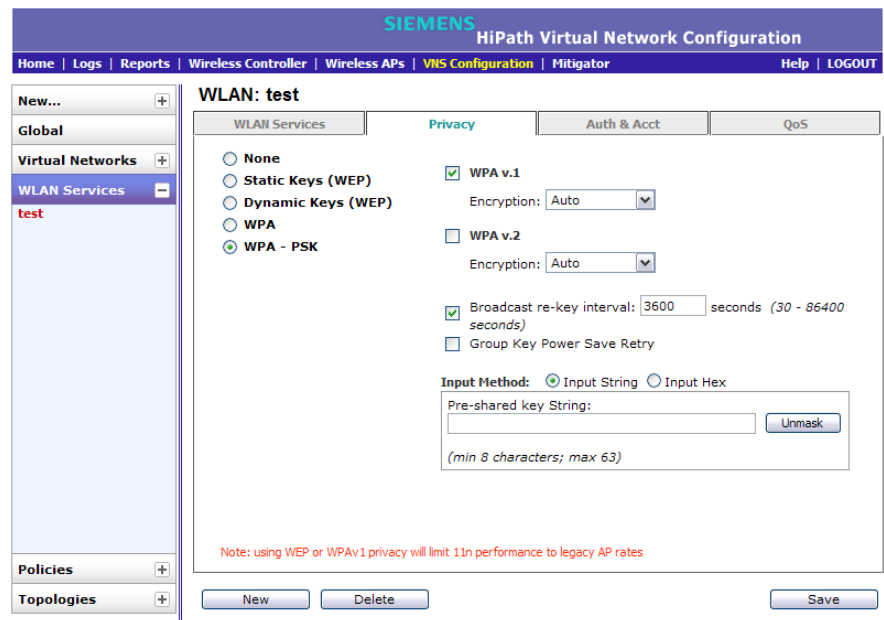 SIEMENS
HiPath Virtual Network Configuration
Home | Logs | Reports | Wireless Controller | Wireless APs | VNS Configuration | Mitigator
Help | LOGOUT
New...
Global
Virtual Networks
WLAN Services
test
Policies
Topologies
WLAN: test
WLAN Services
Privacy
Auth & Acct
QoS
None
Static Keys (WEP)
Dynamic Keys (WEP)
WPA
WPA - PSK
WPA v.1
Encryption: Auto
WPA v.2
Encryption: Auto
Broadcast re-key interval: 3600 seconds (30 - 86400
seconds)
Group Key Power Save Retry
Input Method: Input String Input Hex
Pre-shared key String:
Unmask
(min 8 characters; max 63)
Note: using WEP or WPAv1 privacy will limit 11n performance to legacy AP rates
New
Delete
Save